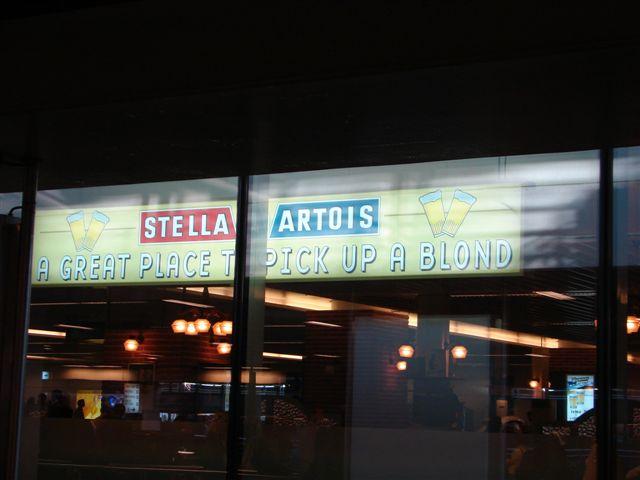 STELLA ARTOIS
A GREAT PLACE T PICK UP A BLOND